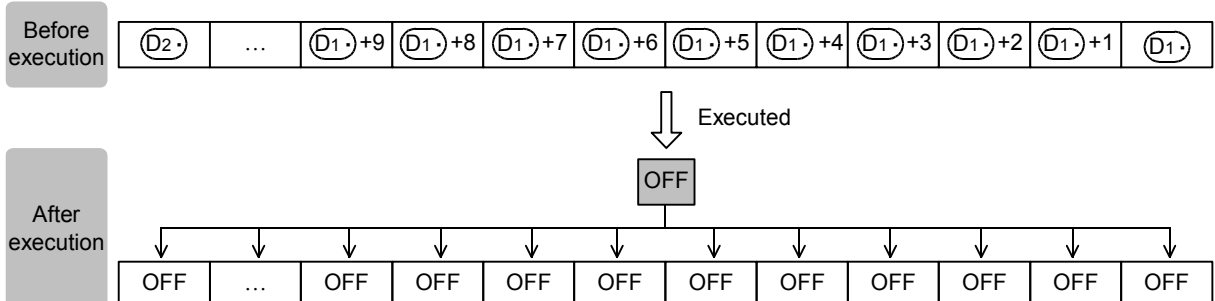 Before
execution
D2· … D1·+9 D1·+8 D1·+7 D1·+6 D1·+5 D1·+4 D1·+3 D1·+2 D1·+1 D1·
Executed
OFF
After
execution
OFF … OFF OFF OFF OFF OFF OFF OFF OFF OFF OFF